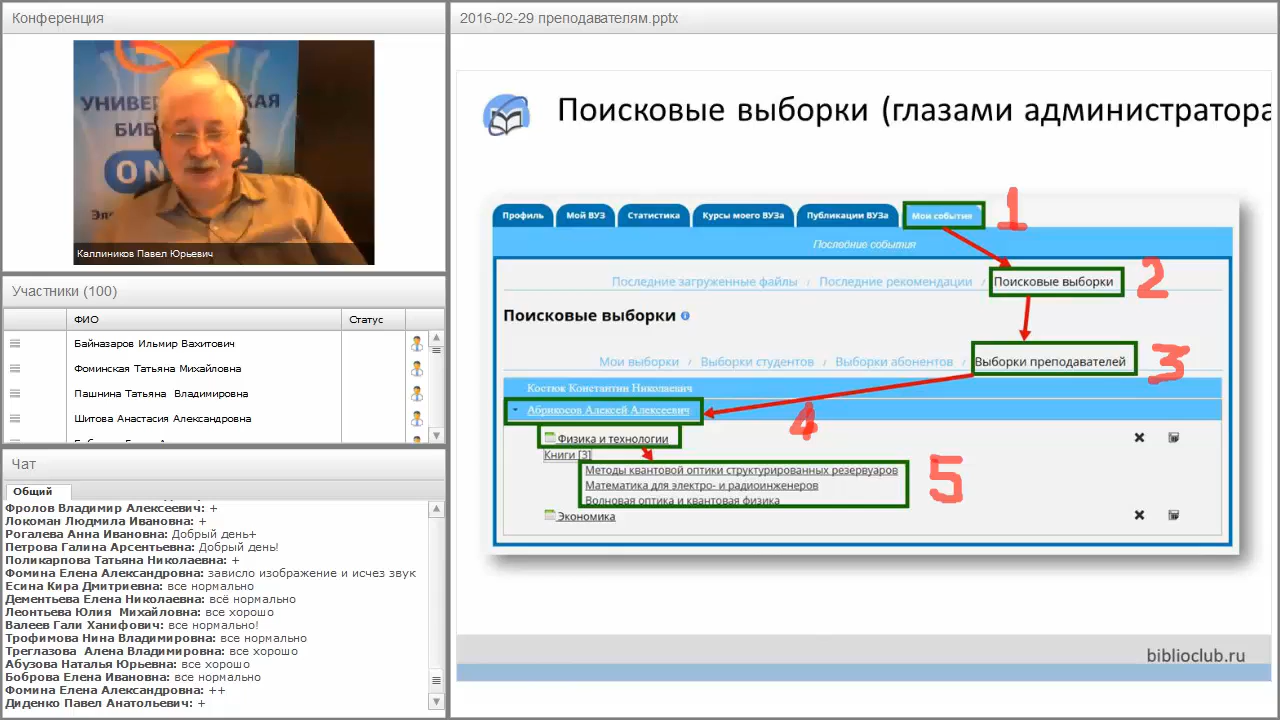 Конференция
УНИВЕР СКАЯ
БИБ
ON
Каллиников Павел Юрьевич
Участники (100)
ФИО Статус
Байназаров Ильмир Вахитович
Фоминская Татьяна Михайловна
Пашнина Татьяна Владимировна
Шитова Анастасия Александровна
Чат
Общий
Фролов Владимир Алексеевич: +
Локоман Людмила Ивановна: +
Рогалева Анна Ивановна: Добрый день+
Петрова Галина Арсентьевна: Добрый день!
Поликарпова Татьяна Николаевна: +
Фомина Елена Александровна: зависло изображение и исчез звук
Есина Кира Дмитриевна: все нормально
Дементьева Елена Николаевна: всё нормально
Леонтьева Юлия Михайловна: все хорошо
Валеев Гали Ханифович: все нормально!
Трофимова Нина Владимировна: все нормально
Треглазова Алена Владимировна: все хорошо
Абузова Наталья Юрьевна: все хорошо
Боброва Елена Ивановна: все нормально
Фомина Елена Александровна: ++
Диденко Павел Анатольевич: +
2016-02-29 преподавателям.pptx
Поисковые выборки (глазами администратора
Профиль Мой ВУЗ Статистика Курсы моего ВУЗа Публикации ВУЗа Мои события 1
Последние события
Последние загруженные файлы / Последние рекомендации / Поисковые выборки 2
Поисковые выборки
Мои выборки / Выборки студентов / Выборки абонентов / Выборки преподавателей 3
Костюк Константин Николаевич
Абрикосов Алексей Алексеевич 4
Физика и технологии
Книги [3]
Методы квантовой оптики структурированных резервуаров
Математика для электро- и радиоинженеров
Волновая оптика и квантовая физика
5
Экономика
biblioclub.ru